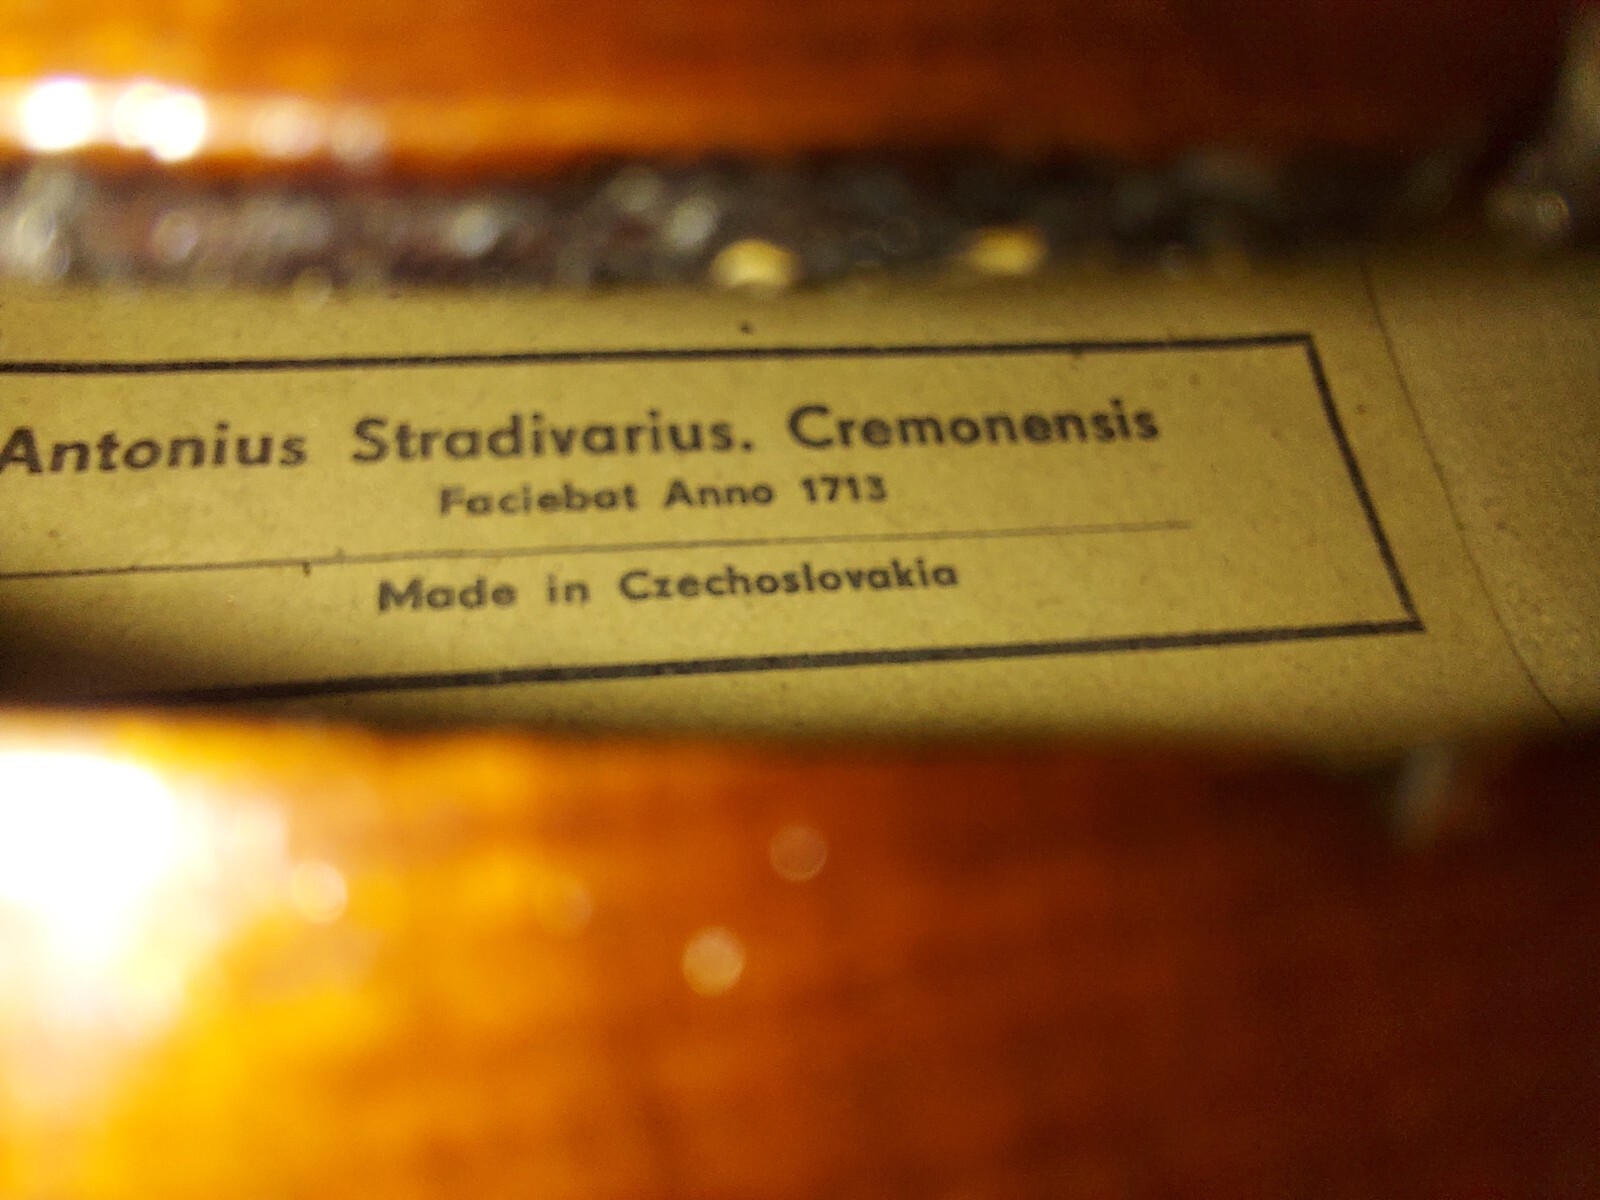 Antonius Stradivarius. Cremonensis
Faciebat Anno 1713
Made in Czechoslovakia